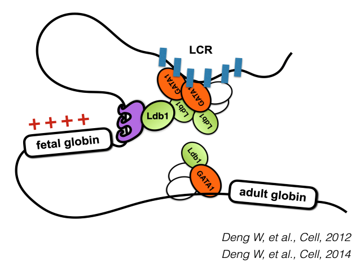 LCR
GATA1
GATA1
Ldb1
Ldb1
Ldb1
++++
fetal globin
Ldb1
GATA1
adult globin
Deng W, et al., Cell, 2012
Deng W, et al., Cell, 2014